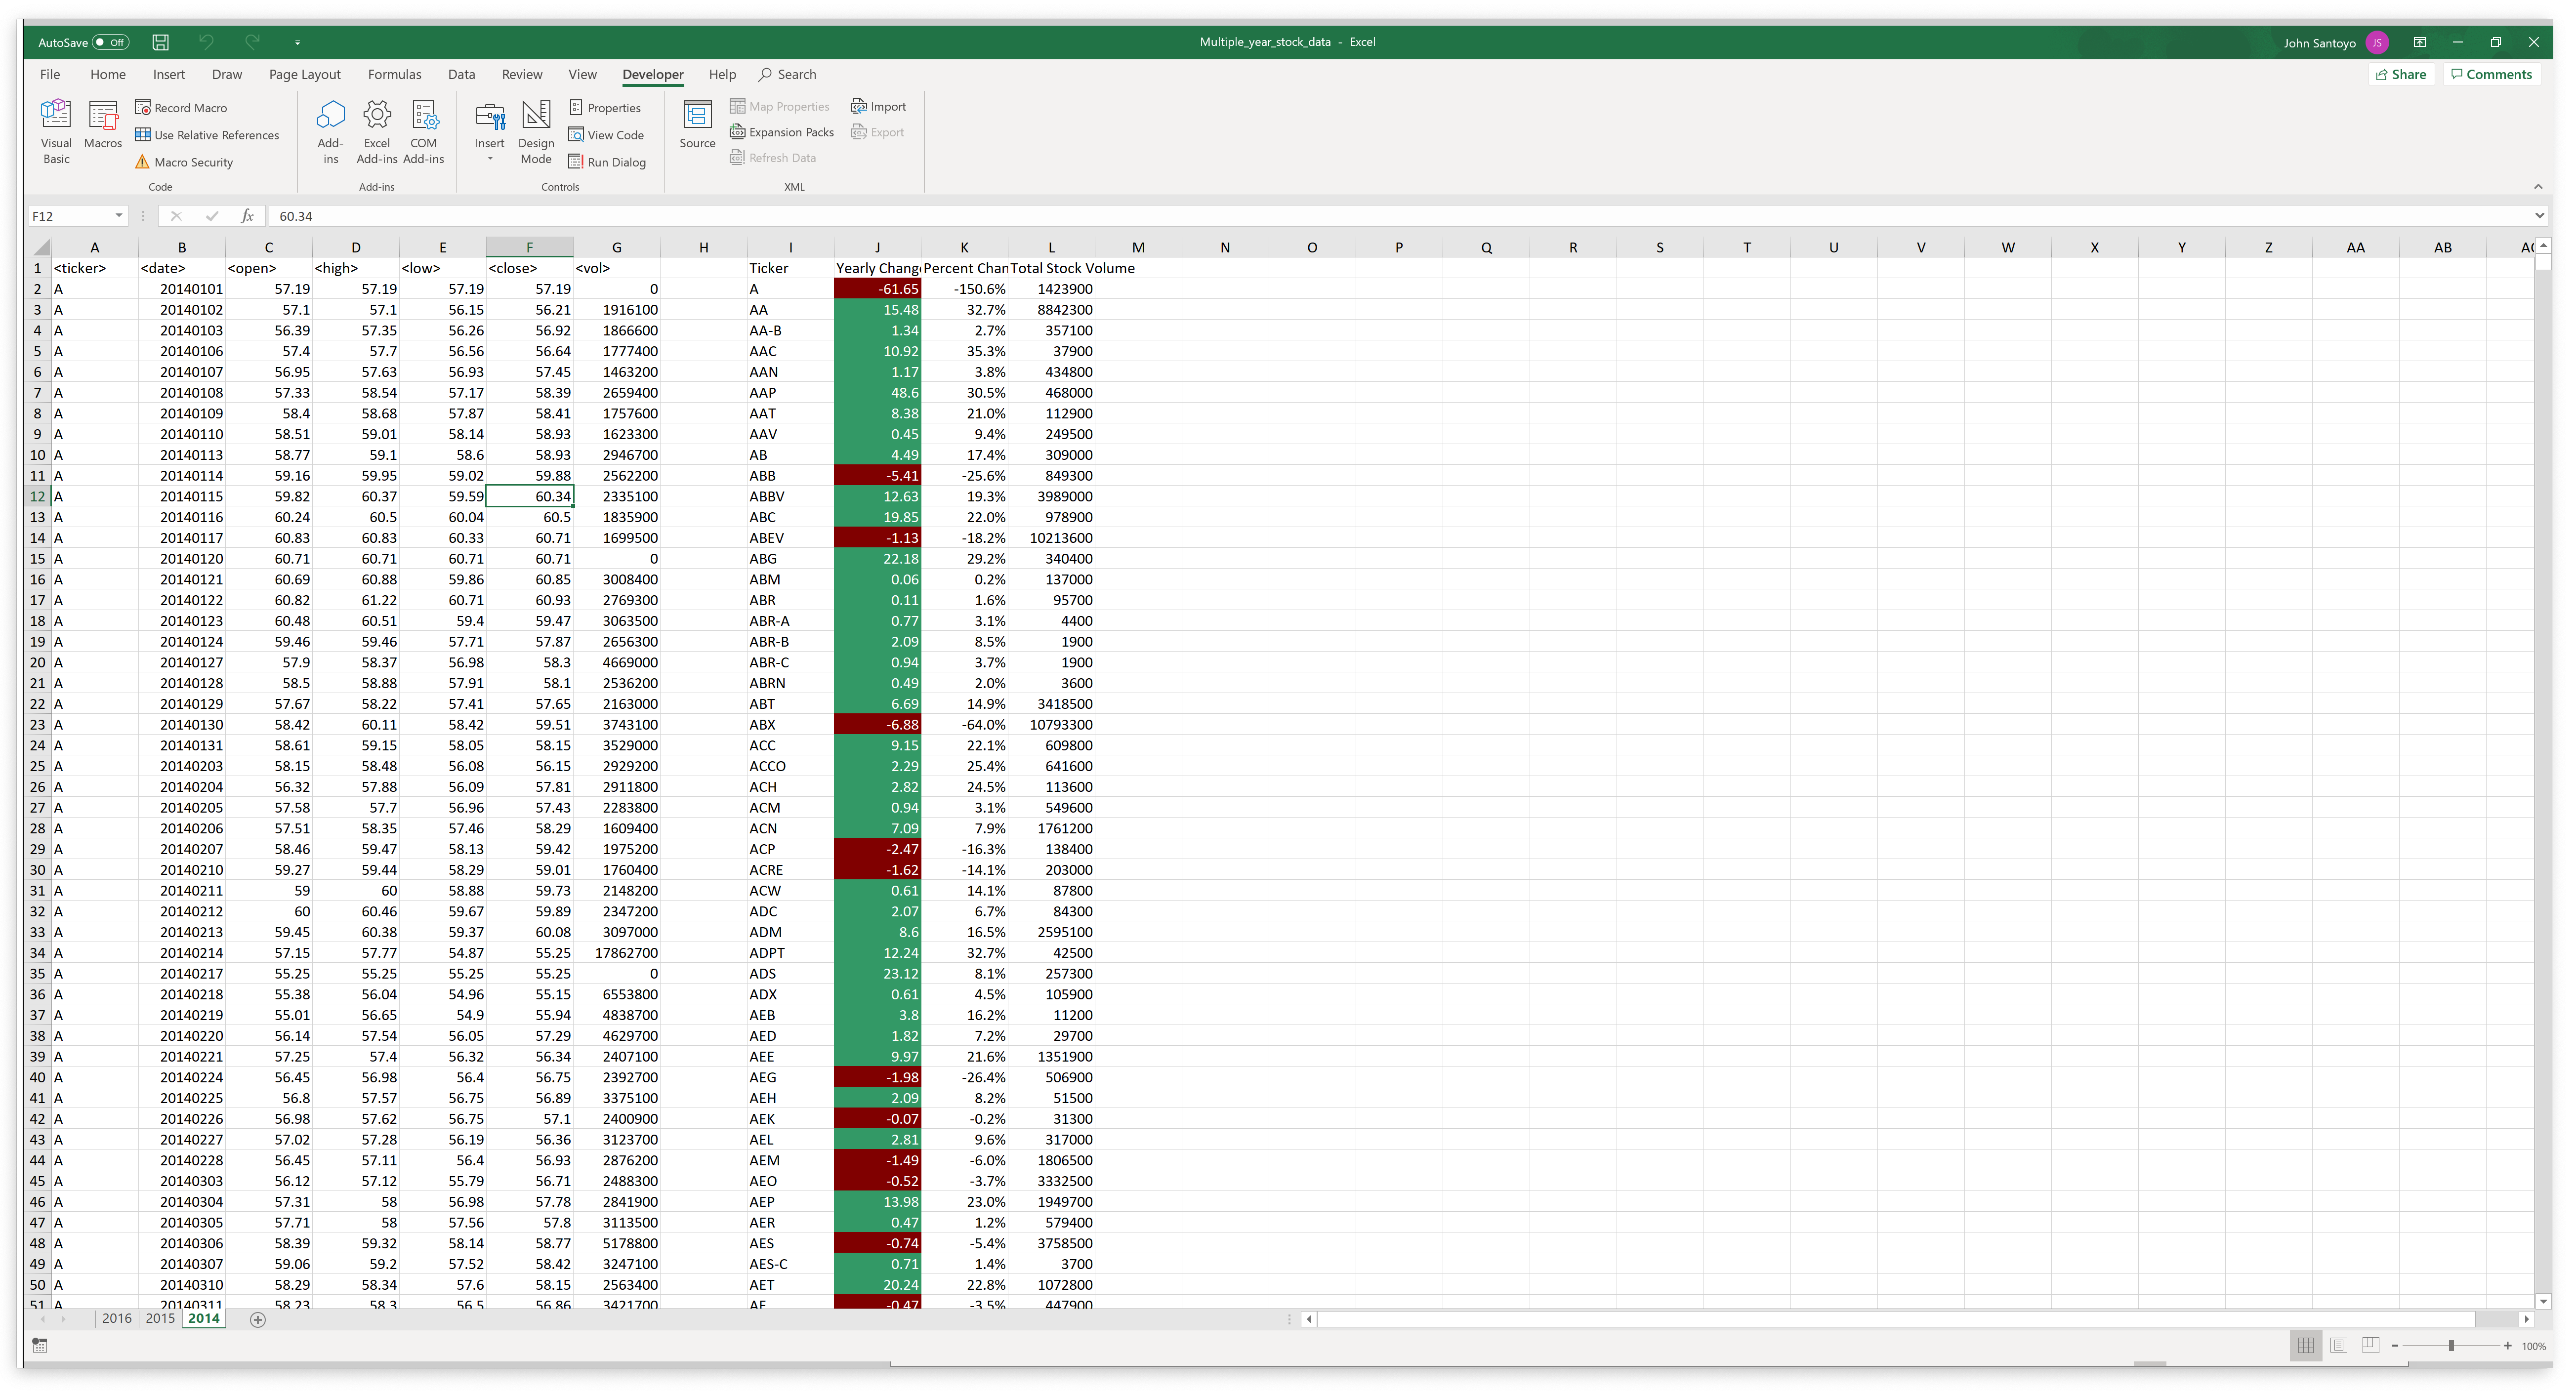 AutoSave Off Multiple_year_stock_data - Excel John Santoyo JS
File Home Insert Draw Page Layout Formulas Data Review View Developer Help Search Share Comments
Visual Basic Macros Record Macro Use Relative References Macro Security Add-ins Excel Add-ins COM Add-ins Insert Design Mode Properties View Code Run Dialog Source Map Properties Expansion Packs Refresh Data Import Export
Code Add-ins Controls XML
F12 fx 60.34
A B C D E F G H I J K L M N O P Q R S T U V W X Y Z AA AB
1 <ticker> <date> <open> <high> <low> <close> <vol> Ticker Yearly Chang Percent Chan Total Stock Volume
2 A 20140101 57.19 57.19 57.19 57.19 0 A -61.65 -150.6% 1423900
3 A 20140102 57.1 57.1 56.15 56.21 1916100 AA 15.48 32.7% 8842300
4 A 20140103 56.39 57.35 56.26 56.92 1866600 AA-B 1.34 2.7% 357100
5 A 20140106 57.4 57.7 56.56 56.64 1777400 AAC 10.92 35.3% 37900
6 A 20140107 56.95 57.63 56.93 57.45 1463200 AAN 1.17 3.8% 434800
7 A 20140108 57.33 58.54 57.17 58.39 2659400 AAP 48.6 30.5% 468000
8 A 20140109 58.4 58.68 57.87 58.41 1757600 AAT 8.38 21.0% 112900
9 A 20140110 58.51 59.01 58.14 58.93 1623300 AAV 0.45 9.4% 249500
10 A 20140113 58.77 59.1 58.6 58.93 2946700 AB 4.49 17.4% 309000
11 A 20140114 59.16 59.95 59.02 59.88 2562200 ABB -5.41 -25.6% 849300
12 A 20140115 59.82 60.37 59.59 60.34 2335100 ABBV 12.63 19.3% 3989000
13 A 20140116 60.24 60.5 60.04 60.5 1835900 ABC 19.85 22.0% 978900
14 A 20140117 60.83 60.83 60.33 60.71 1699500 ABEV -1.13 -18.2% 10213600
15 A 20140120 60.71 60.71 60.71 60.71 0 ABG 22.18 29.2% 340400
16 A 20140121 60.69 60.88 59.86 60.85 3008400 ABM 0.06 0.2% 137000
17 A 20140122 60.82 61.22 60.71 60.93 2769300 ABR 0.11 1.6% 95700
18 A 20140123 60.48 60.51 59.4 59.47 3063500 ABR-A 0.77 3.1% 4400
19 A 20140124 59.46 59.46 57.71 57.87 2656300 ABR-B 2.09 8.5% 1900
20 A 20140127 57.9 58.37 56.98 58.3 4669000 ABR-C 0.94 3.7% 1900
21 A 20140128 58.5 58.88 57.91 58.1 2536200 ABRN 0.49 2.0% 3600
22 A 20140129 57.67 58.22 57.41 57.65 2163000 ABT 6.69 14.9% 3418500
23 A 20140130 58.42 60.11 58.42 59.51 3743100 ABX -6.88 -64.0% 10793300
24 A 20140131 58.61 59.15 58.05 58.15 3529000 ACC 9.15 22.1% 609800
25 A 20140203 58.15 58.48 56.08 56.15 2929200 ACCO 2.29 25.4% 641600
26 A 20140204 56.32 57.88 56.09 57.81 2911800 ACH 2.82 24.5% 113600
27 A 20140205 57.58 57.7 56.96 57.43 2283800 ACM 0.94 3.1% 549600
28 A 20140206 57.51 58.35 57.46 58.29 1609400 ACN 7.09 7.9% 1761200
29 A 20140207 58.46 59.47 58.13 59.42 1975200 ACP -2.47 -16.3% 138400
30 A 20140210 59.27 59.44 58.29 59.01 1760400 ACRE -1.62 -14.1% 203000
31 A 20140211 59 60 58.88 59.73 2148200 ACW 0.61 14.1% 87800
32 A 20140212 60 60.46 59.67 59.89 2347200 ADC 2.07 6.7% 84300
33 A 20140213 59.45 60.38 59.37 60.08 3097000 ADM 8.6 16.5% 2595100
34 A 20140214 57.15 57.77 54.87 55.25 17862700 ADPT 12.24 32.7% 42500
35 A 20140217 55.25 55.25 55.25 55.25 0 ADS 23.12 8.1% 257300
36 A 20140218 55.38 56.04 54.96 55.15 6553800 ADX 0.61 4.5% 105900
37 A 20140219 55.01 56.65 54.9 55.94 4838700 AEB 3.8 16.2% 11200
38 A 20140220 56.14 57.54 56.05 57.29 4629700 AED 1.82 7.2% 29700
39 A 20140221 57.25 57.4 56.32 56.34 2407100 AEE 9.97 21.6% 1351900
40 A 20140224 56.45 56.98 56.4 56.75 2392700 AEG -1.98 -26.4% 506900
41 A 20140225 56.8 57.57 56.75 56.89 3375100 AEH 2.09 8.2% 51500
42 A 20140226 56.98 57.62 56.75 57.1 2400900 AEK -0.07 -0.2% 31300
43 A 20140227 57.02 57.28 56.19 56.36 3123700 AEL 2.81 9.6% 317000
44 A 20140228 56.45 57.11 56.4 56.93 2876200 AEM -1.49 -6.0% 1806500
45 A 20140303 56.12 57.12 55.79 56.71 2488300 AEO -0.52 -3.7% 3332500
46 A 20140304 57.31 58 56.98 57.78 2841900 AEP 13.98 23.0% 1949700
47 A 20140305 57.71 58 57.56 57.8 3113500 AER 0.47 1.2% 579400
48 A 20140306 58.39 59.32 58.14 58.77 5178800 AES -0.74 -5.4% 3758500
49 A 20140307 59.06 59.2 57.52 58.42 3247100 AES-C 0.71 1.4% 3700
50 A 20140310 58.29 58.34 57.6 58.15 2563400 AET 20.24 22.8% 1072800
51 A 20140311 58.23 58.3 56.5 56.86 3421700 AF -0.47 -3.5% 447900
2016 2015 2014
100%